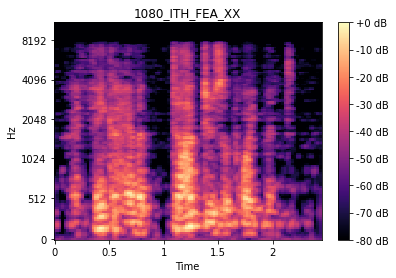 1080_ITH_FEA_XX
8192
4096
2048
1024
512
0
Hz
0 0.5 1 1.5 2
Time
+0 dB
-10 dB
-20 dB
-30 dB
-40 dB
-50 dB
-60 dB
-70 dB
-80 dB